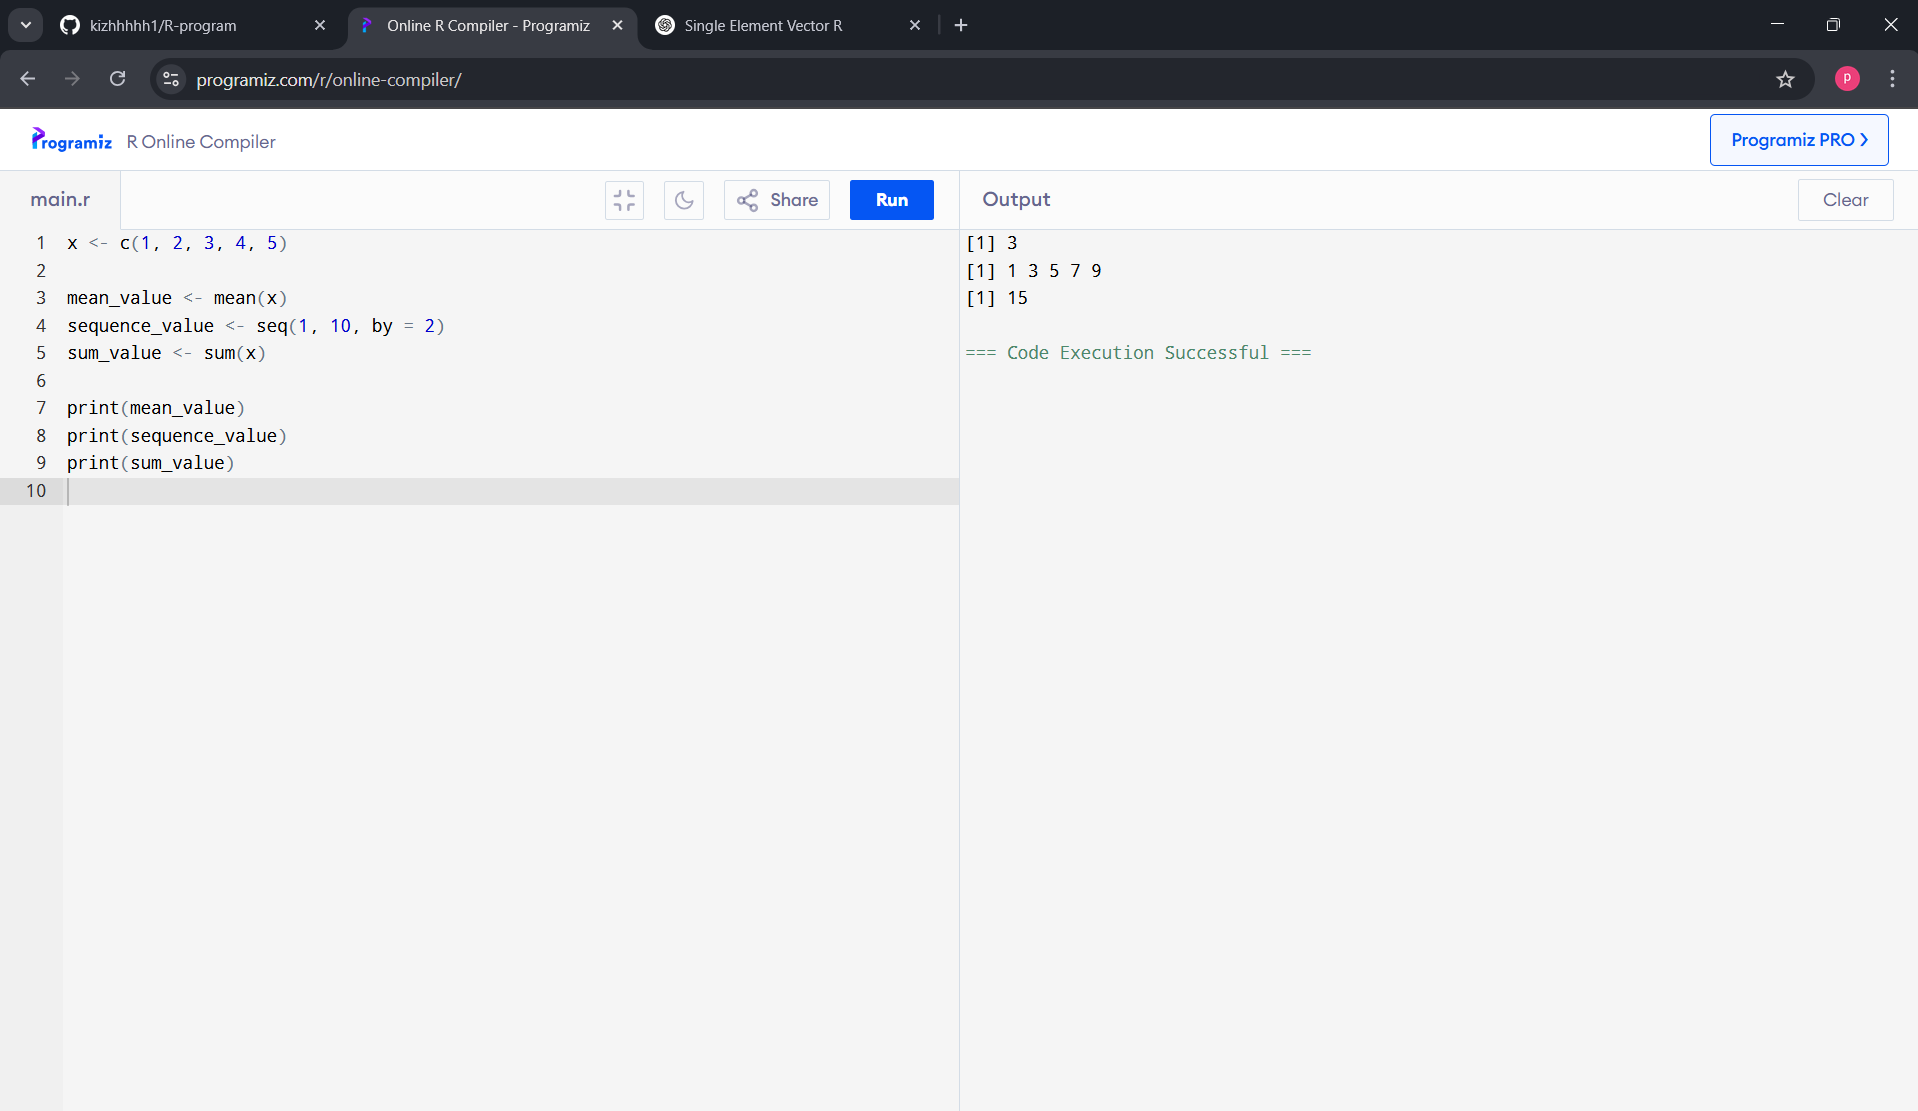 kizhhhhh1/R-program
Online R Compiler - Programiz
Single Element Vector R
programiz.com/r/online-compiler/
P
Programiz R Online Compiler
Programiz PRO
main.r
Share
Run
Output
Clear
1 x <- c(1, 2, 3, 4, 5)
2
3 mean_value <- mean(x)
4 sequence_value <- seq(1, 10, by = 2)
5 sum_value <- sum(x)
6
7 print(mean_value)
8 print(sequence_value)
9 print(sum_value)
10
[1] 3
[1] 1 3 5 7 9
[1] 15
=== Code Execution Successful ===